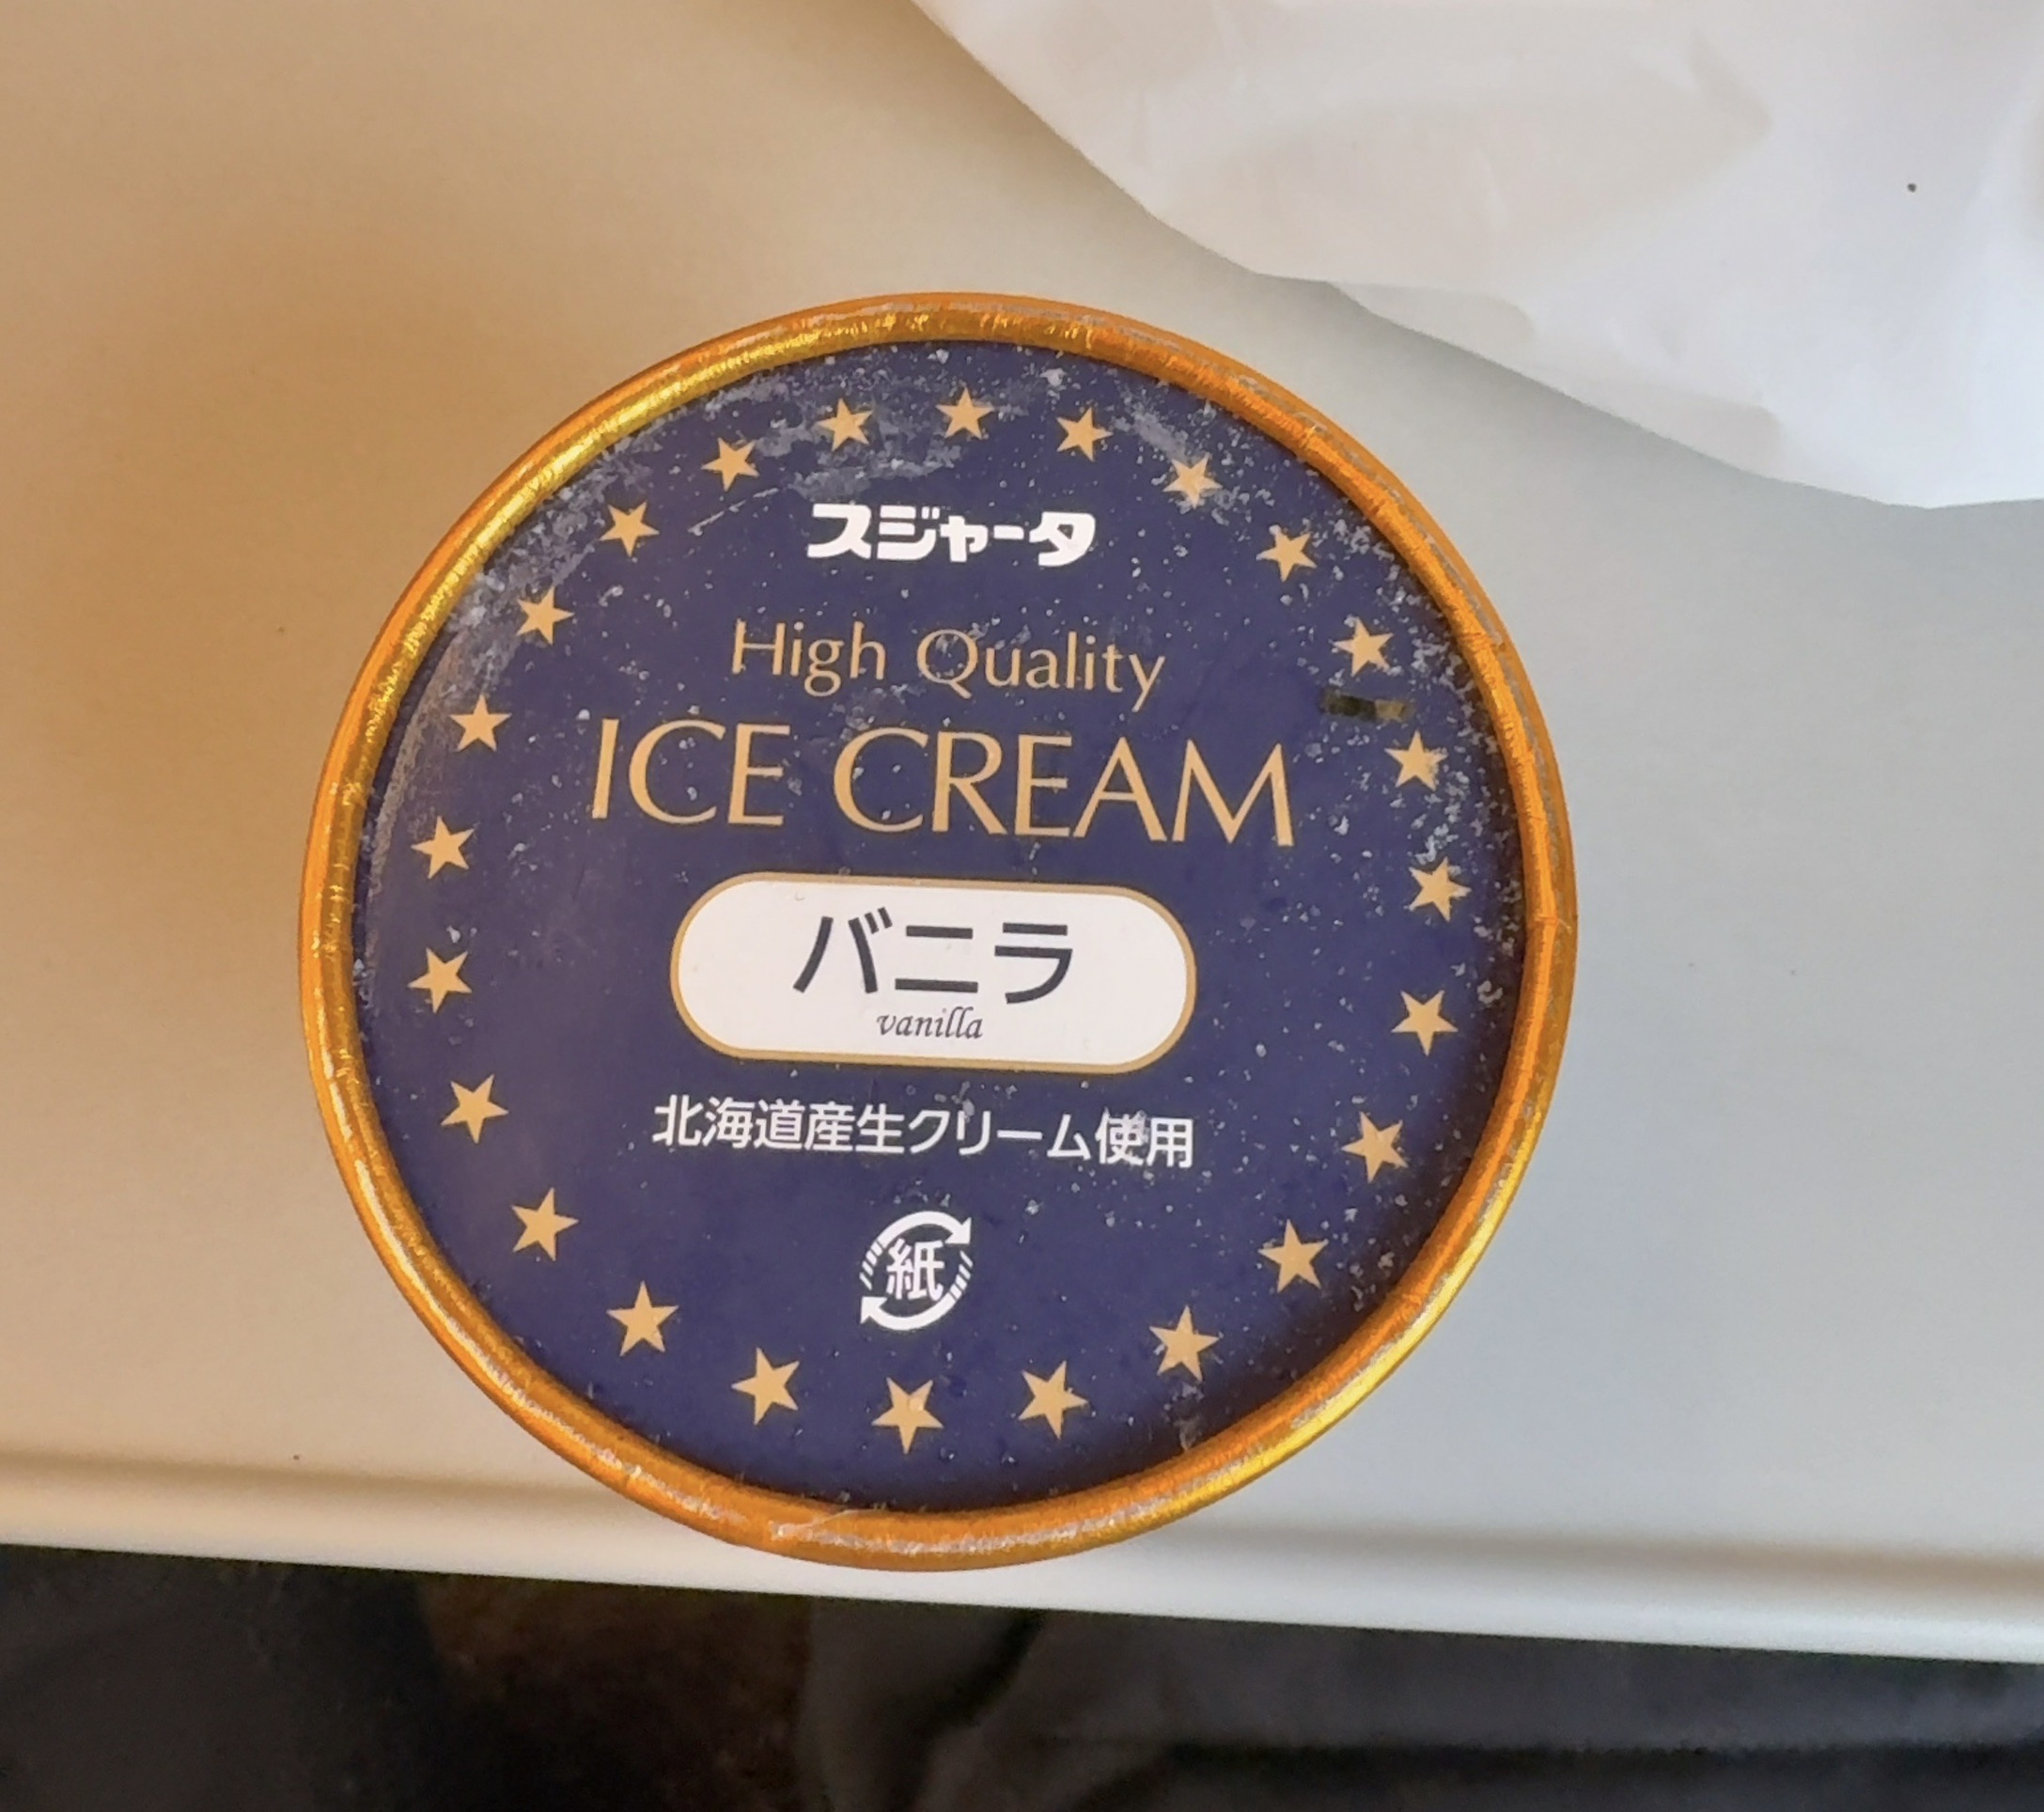 スジャータ
High Quality
ICE CREAM
バニラ
vanilla
北海道産生クリーム使用
紙